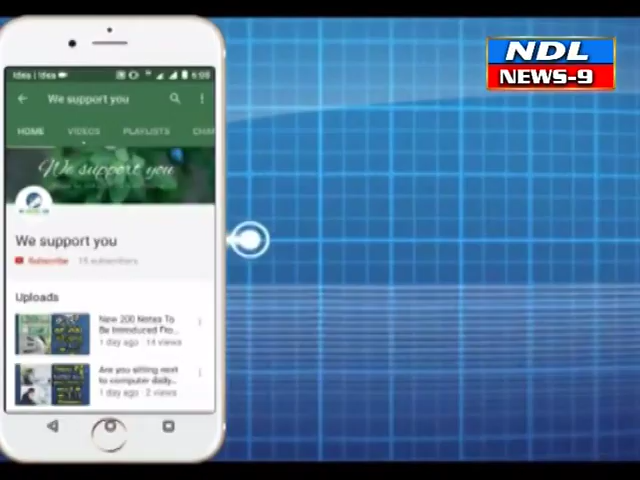 NDL
NEWS-9
Idea | Idea
6:08
We support you
HOME VIDEOS PLAYLISTS CHA
We support you
We support you
Subscribe 15 subscribers
Uploads
New 200 Notes To
Be Introduced Fro...
1 day ago · 14 views
Are you sitting next
to computer daily...
1 day ago · 2 views